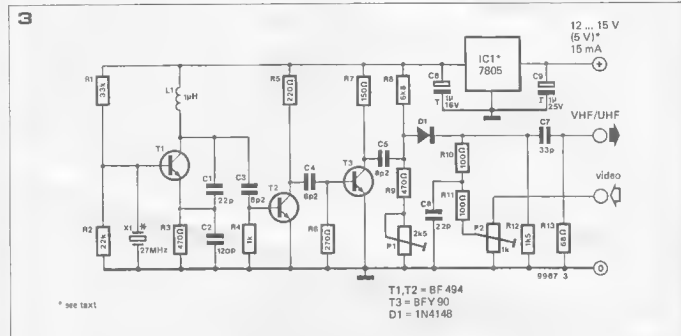 3
12 ... 15 V
(5 V)*
15 mA
IC1*
7805
C8
1µ
16V
C9
1µ
25V
R1
33k
L1
1µH
R5
220Ω
R7
150Ω
R8
6k8
VHF/UHF
C7
33p
D1
T1
C1
22p
C3
8p2
T2
C4
6p2
T3
C5
8p2
R9
470Ω
R10
100Ω
R11
100Ω
video
R2
22k
X1
*
27MHz
R3
470Ω
C2
120p
R4
1k
R6
270Ω
P1
2k5
22p
P2
1k
R12
1k5
R13
68Ω
9967 3
0
* see text
T1,T2 = BF 494
T3 = BFY 90
D1 = 1N4148